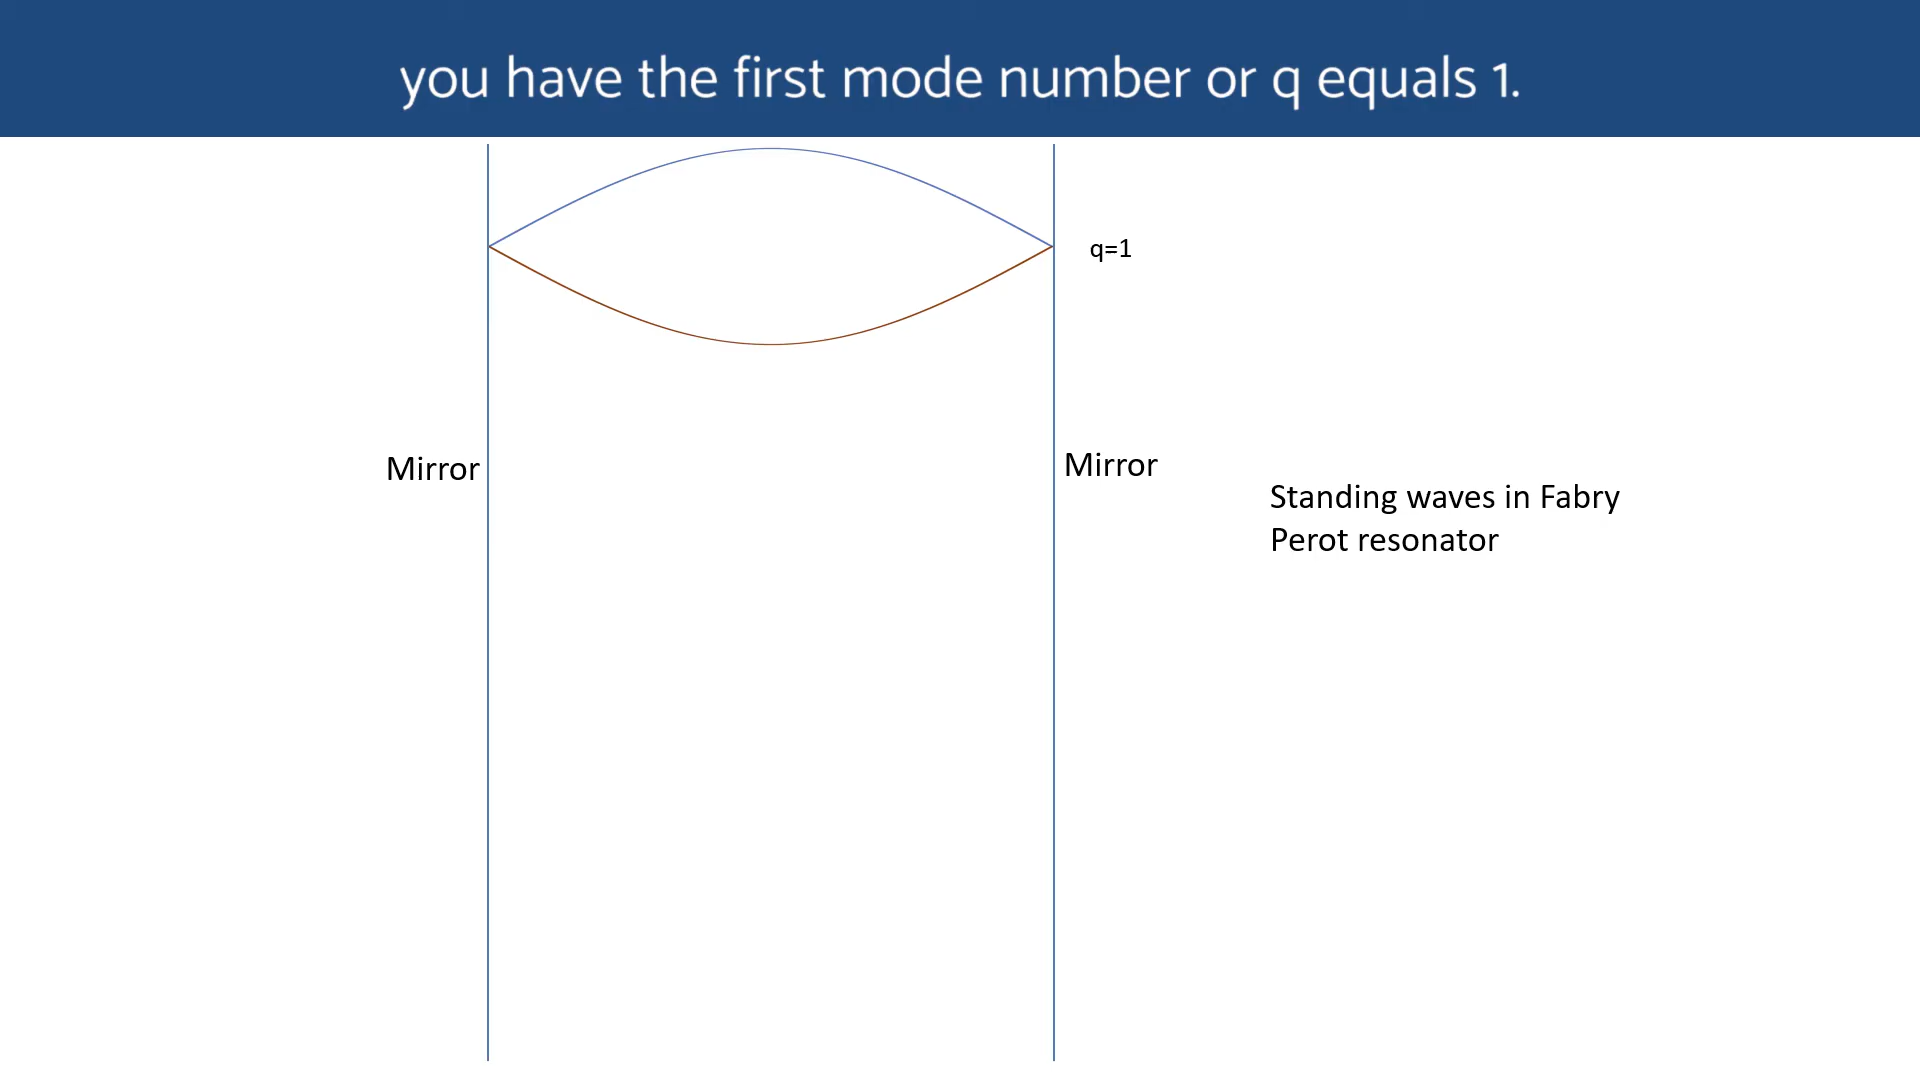 you have the first mode number or q equals 1.
q=1
Mirror
Mirror
Standing waves in Fabry
Perot resonator